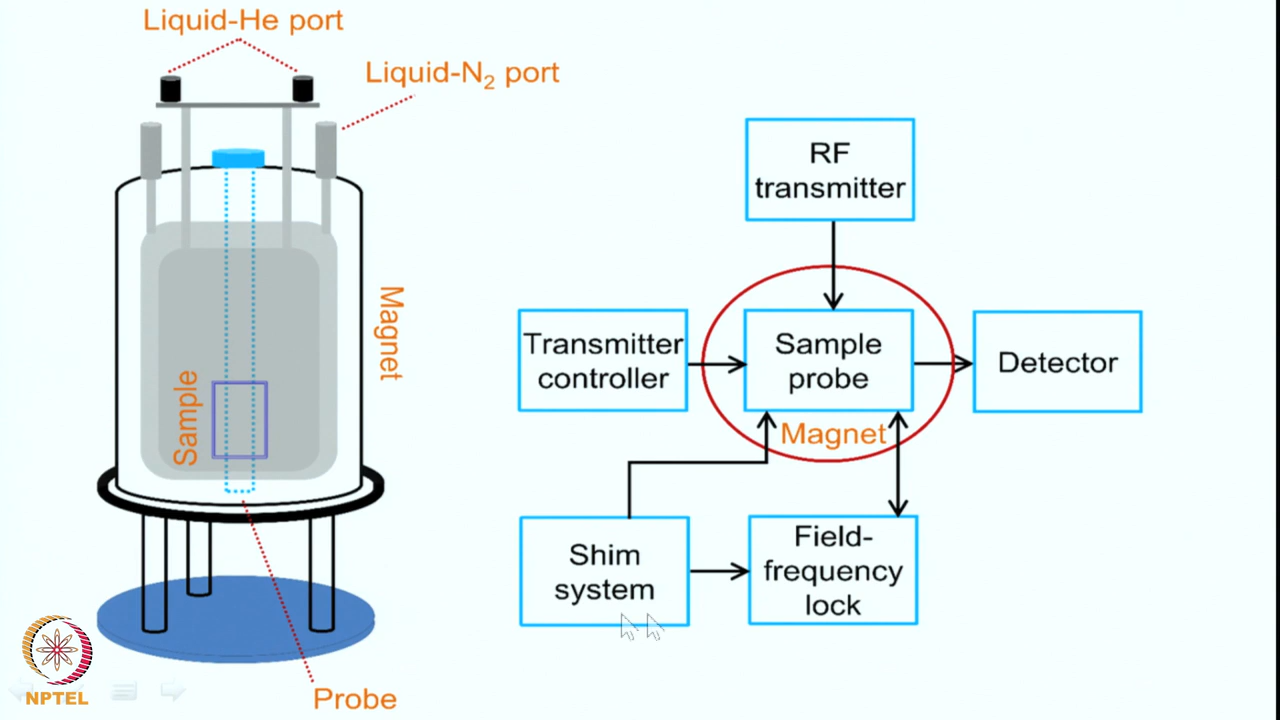 Liquid-He port
Liquid-N₂ port
Magnet
Sample
Probe
RF
transmitter
Transmitter
controller
Sample
probe
Detector
Magnet
Shim
system
Field-
frequency
lock
NPTEL